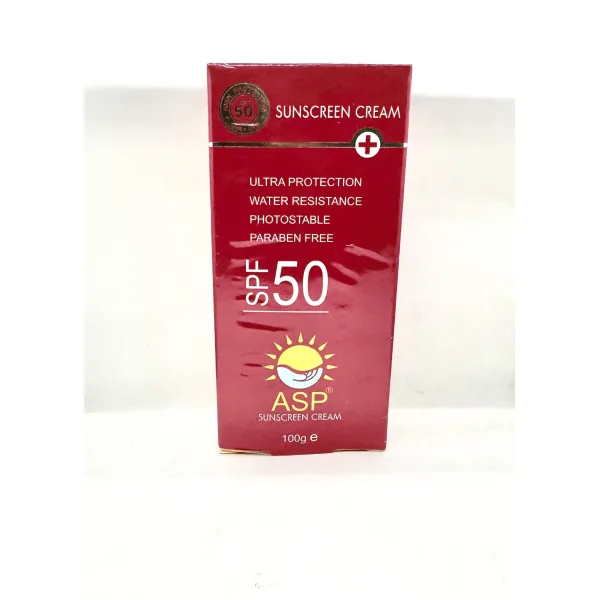 50
SUNSCREEN CREAM
ULTRA PROTECTION
WATER RESISTANCE
PHOTOSTABLE
PARABEN FREE
SPF 50
ASP®
SUNSCREEN CREAM
100g e